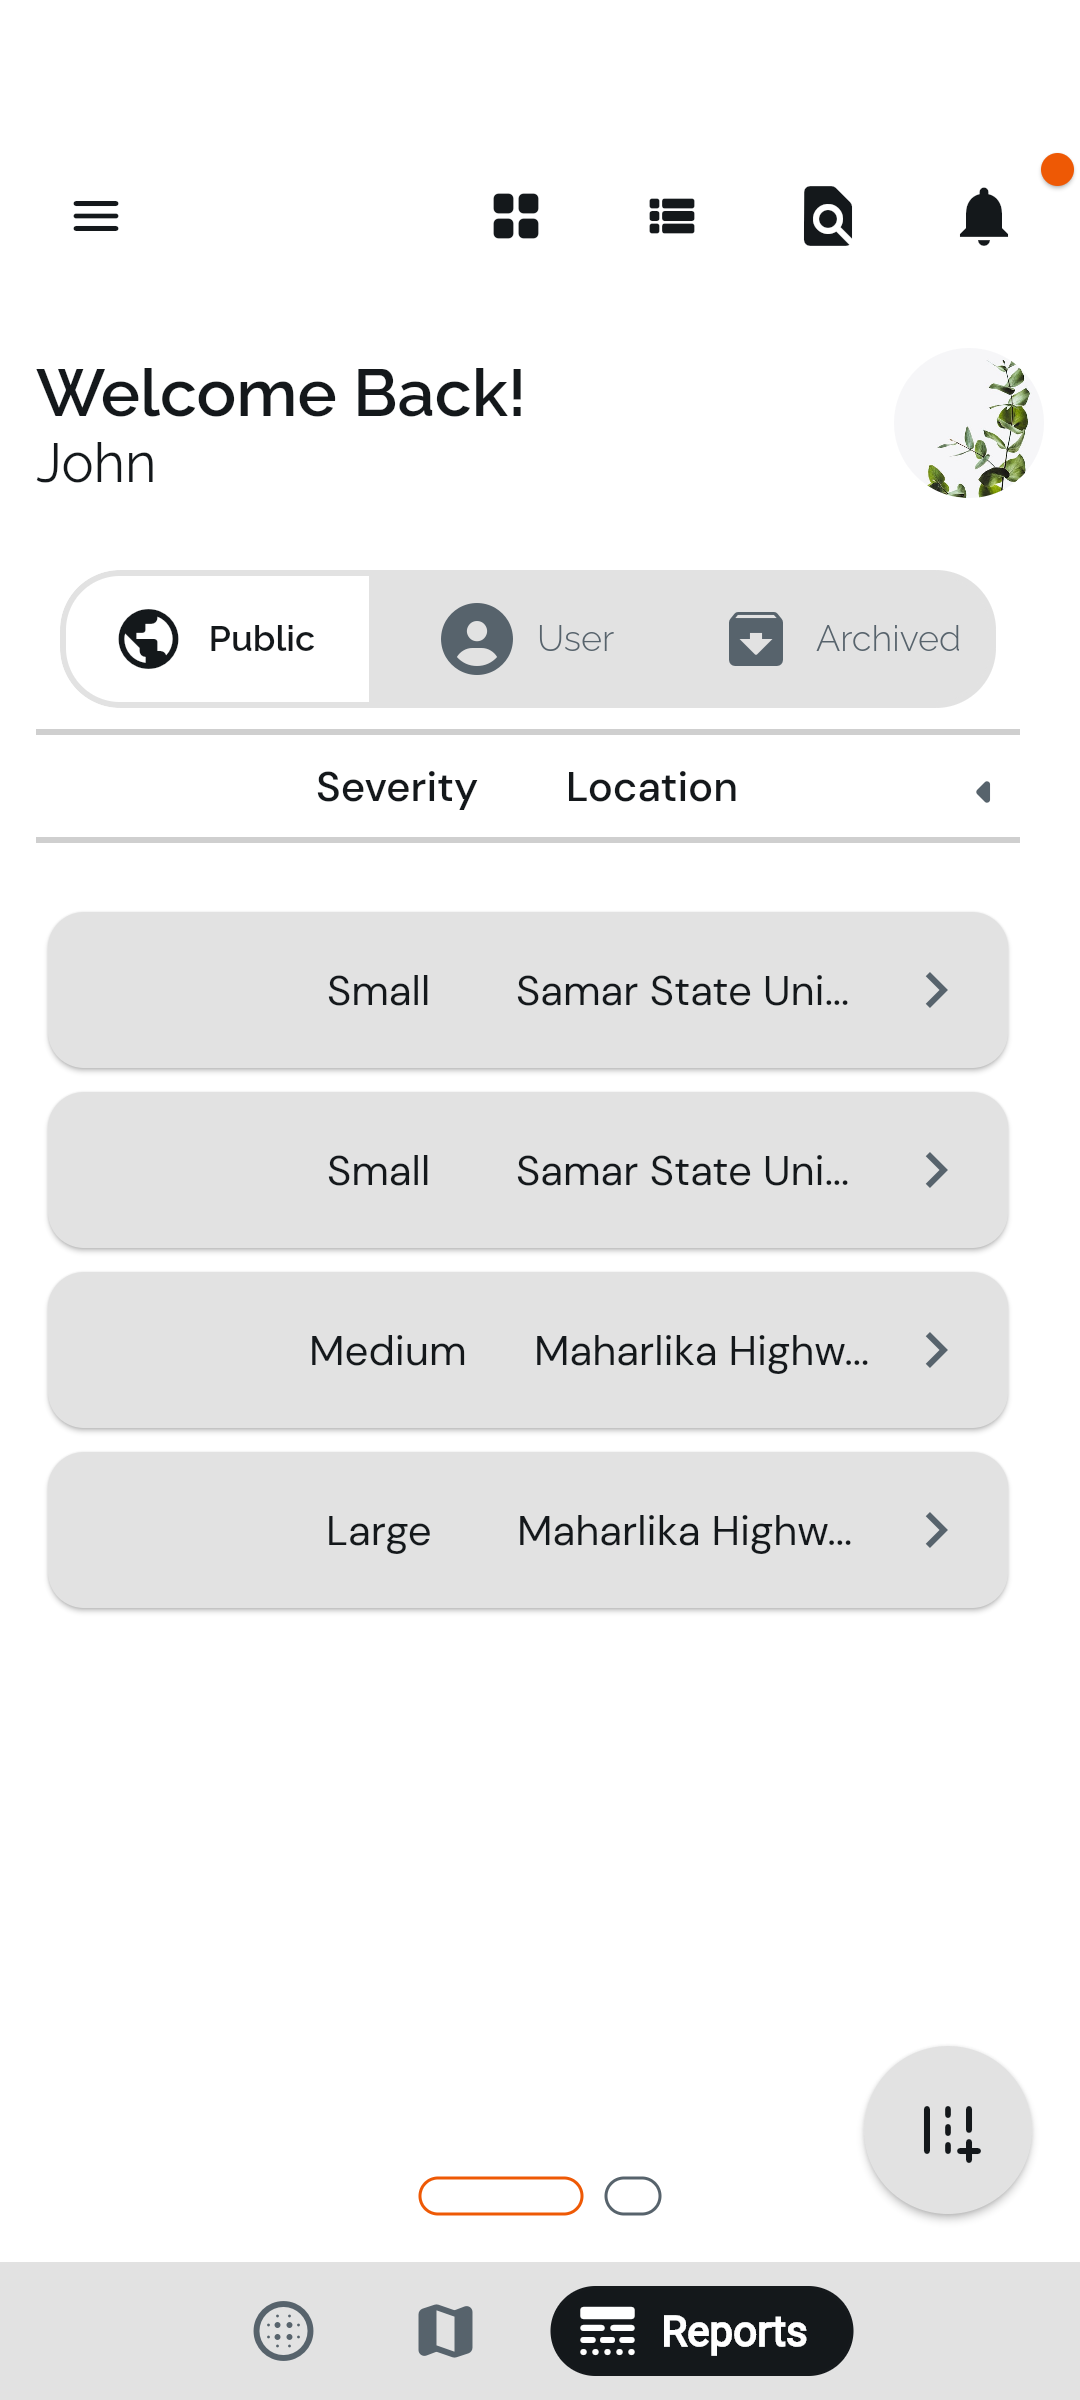 Welcome Back!
John
Public User Archived
Severity Location
Small Samar State Uni...
Small Samar State Uni...
Medium Maharlika Highw...
Large Maharlika Highw...
Reports